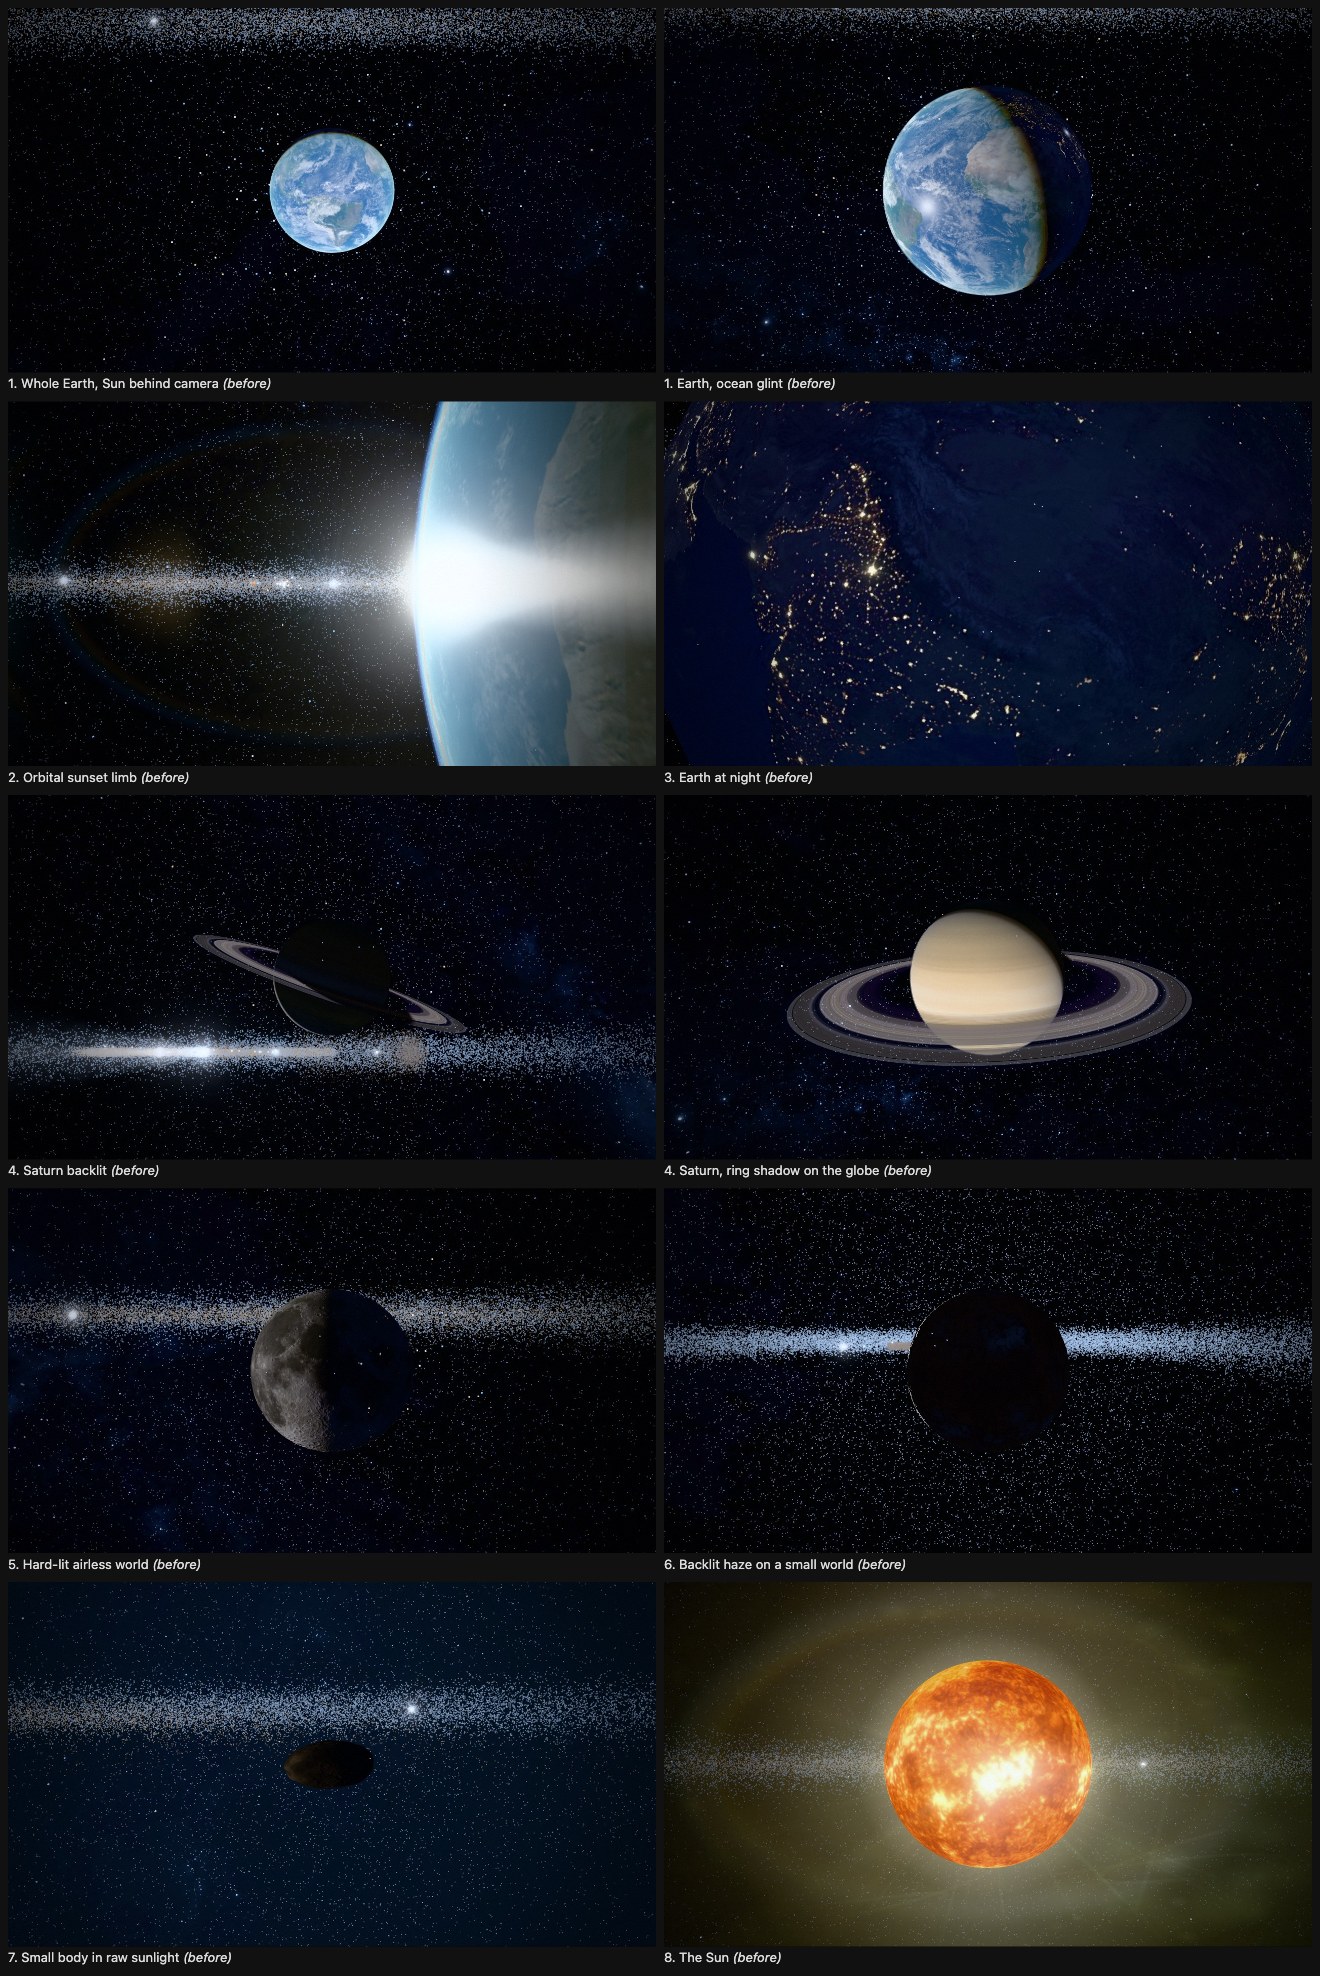 1. Whole Earth, Sun behind camera (before)
1. Earth, ocean glint (before)
2. Orbital sunset limb (before)
3. Earth at night (before)
4. Saturn backlit (before)
4. Saturn, ring shadow on the globe (before)
5. Hard-lit airless world (before)
6. Backlit haze on a small world (before)
7. Small body in raw sunlight (before)
8. The Sun (before)